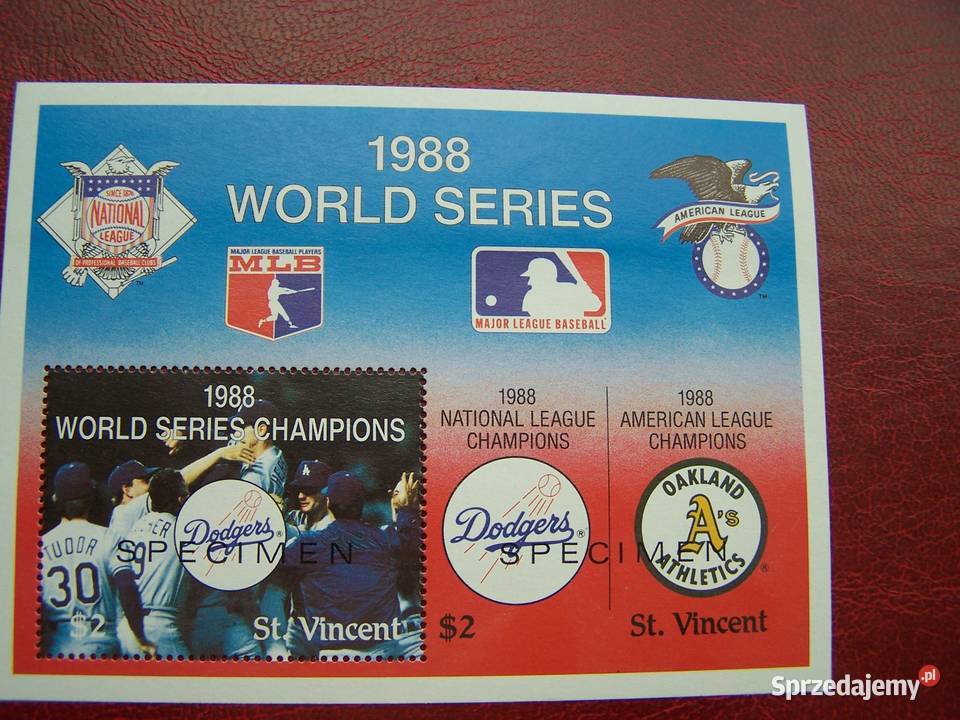 1988
WORLD SERIES
SINCE 1876
NATIONAL
LEAGUE
OF PROFESSIONAL BASEBALL CLUBS
TM
AMERICAN LEAGUE
TM
MAJOR LEAGUE BASEBALL PLAYERS
MLB
MAJOR LEAGUE BASEBALL
1988
WORLD SERIES CHAMPIONS
TUDOR
30
Dodgers ®
SPECIMEN
$2
St. Vincent
1988
NATIONAL LEAGUE
CHAMPIONS
Dodgers ®
1988
AMERICAN LEAGUE
CHAMPIONS
OAKLAND
A's
ATHLETICS
®
SPECIMEN
$2
St. Vincent
Sprzedajemy.pl